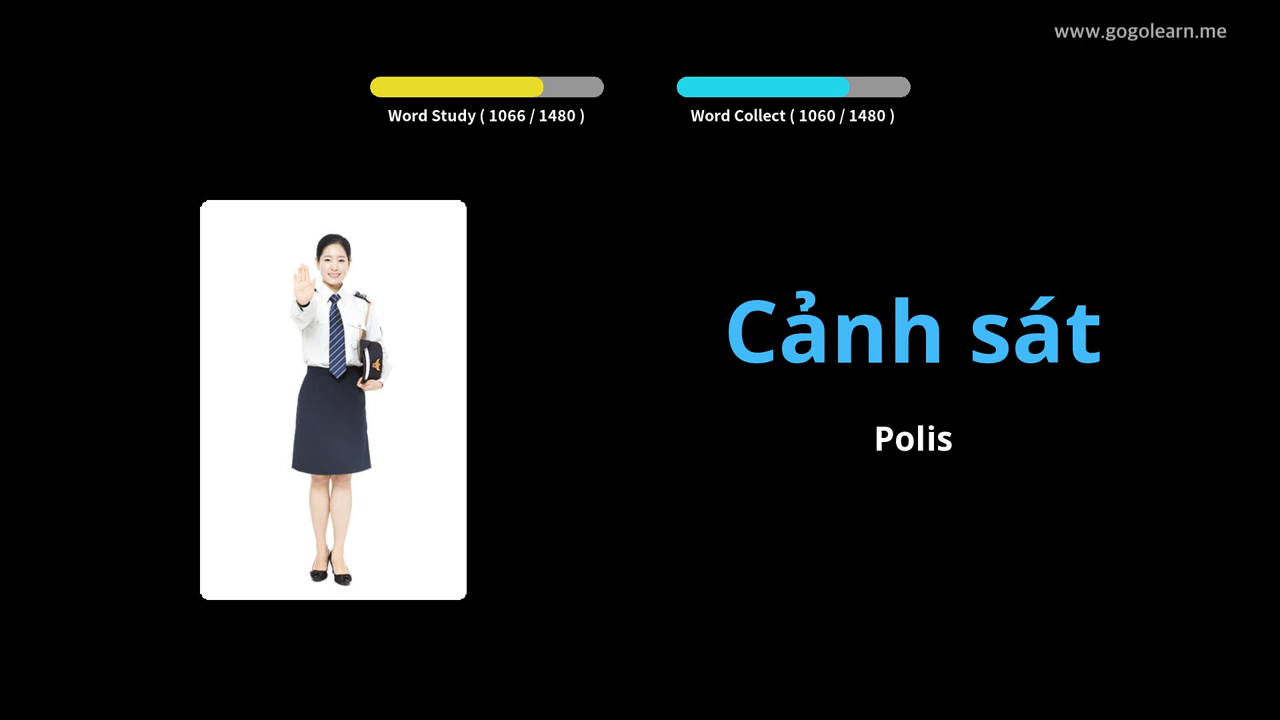 www.gogolearn.me
Word Study ( 1066 / 1480 )
Word Collect ( 1060 / 1480 )
Cảnh sát
Polis